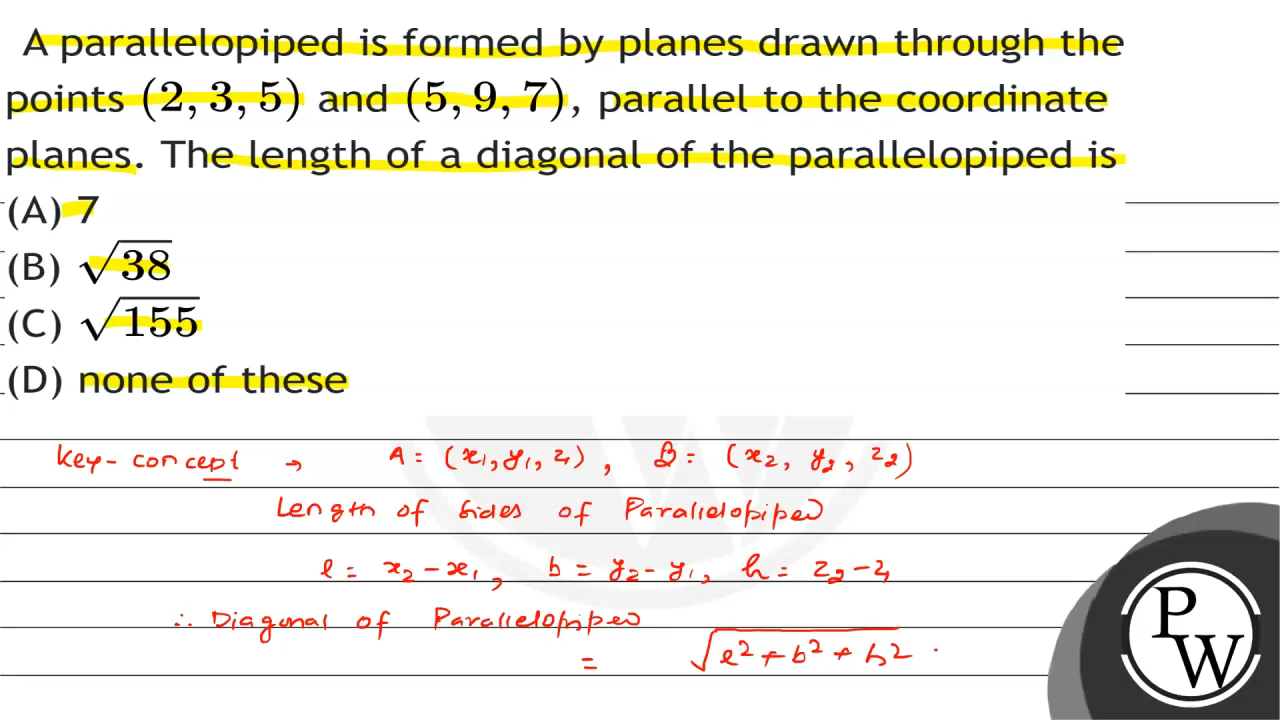 A parallelopiped is formed by planes drawn through the
points (2, 3, 5) and (5, 9, 7), parallel to the coordinate
planes. The length of a diagonal of the parallelopiped is
(A) 7
(B) √38
(C) √155
(D) none of these
Key-concept → A = (x₁, y₁, z₁), B = (x₂, y₂, z₂)
Length of sides of Parallelopiped
l = x₂ - x₁, b = y₂ - y₁, h = z₂ - z₁
∴ Diagonal of Parallelopiped
= √l² + b² + h² .
P
W